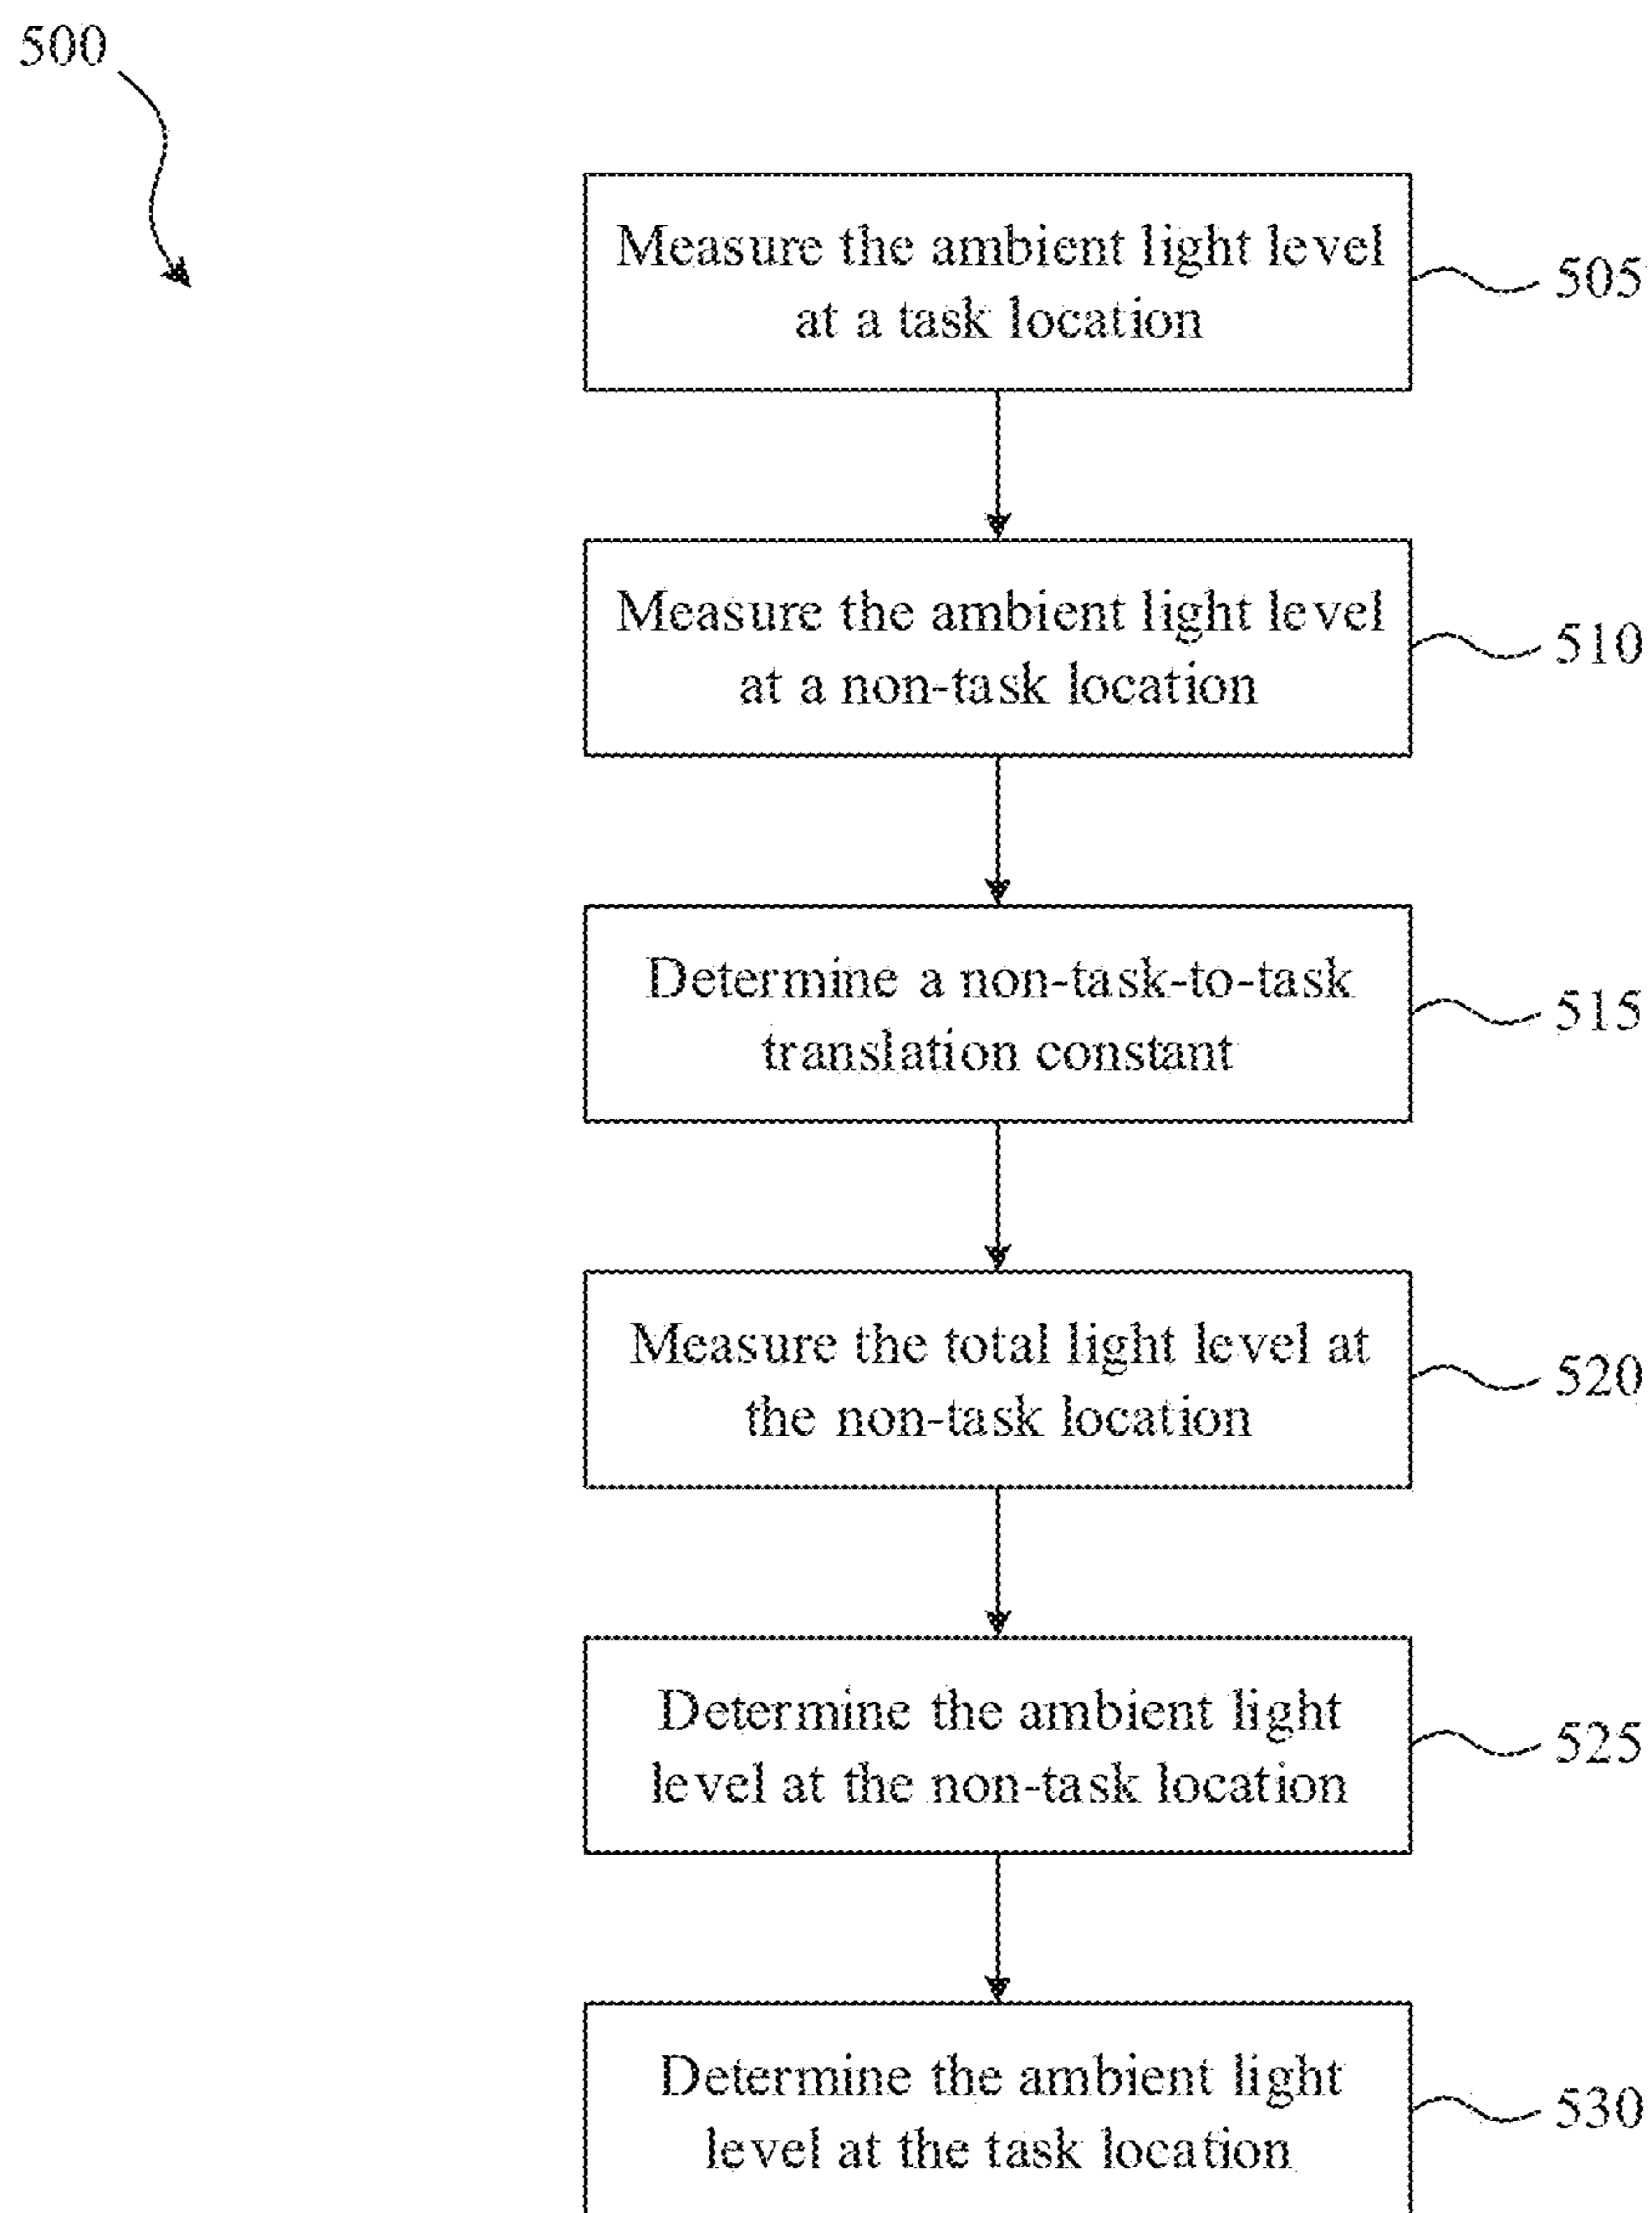 500
Measure the ambient light level
at a task location
505
Measure the ambient light level
at a non-task location
510
Determine a non-task-to-task
translation constant
515
Measure the total light level at
the non-task location
520
Determine the ambient light
level at the non-task location
525
Determine the ambient light
level at the task location
530